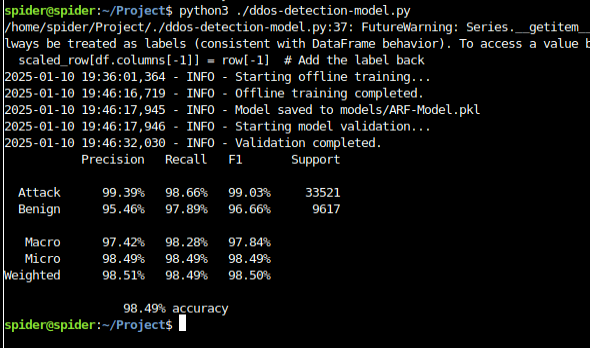 spider@spider:~/Project$ python3 ./ddos-detection-model.py
/home/spider/Project/./ddos-detection-model.py:37: FutureWarning: Series.__getitem__
lways be treated as labels (consistent with DataFrame behavior). To access a value b
  scaled_row[df.columns[-1]] = row[-1]  # Add the label back
2025-01-10 19:36:01,364 - INFO - Starting offline training...
2025-01-10 19:46:16,719 - INFO - Offline training completed.
2025-01-10 19:46:17,945 - INFO - Model saved to models/ARF-Model.pkl
2025-01-10 19:46:17,946 - INFO - Starting model validation...
2025-01-10 19:46:32,030 - INFO - Validation completed.
           Precision   Recall   F1       Support
  Attack      99.39%   98.66%   99.03%     33521
  Benign      95.46%   97.89%   96.66%      9617
   Macro      97.42%   98.28%   97.84%
   Micro      98.49%   98.49%   98.49%
Weighted      98.51%   98.49%   98.50%
                 98.49% accuracy
spider@spider:~/Project$